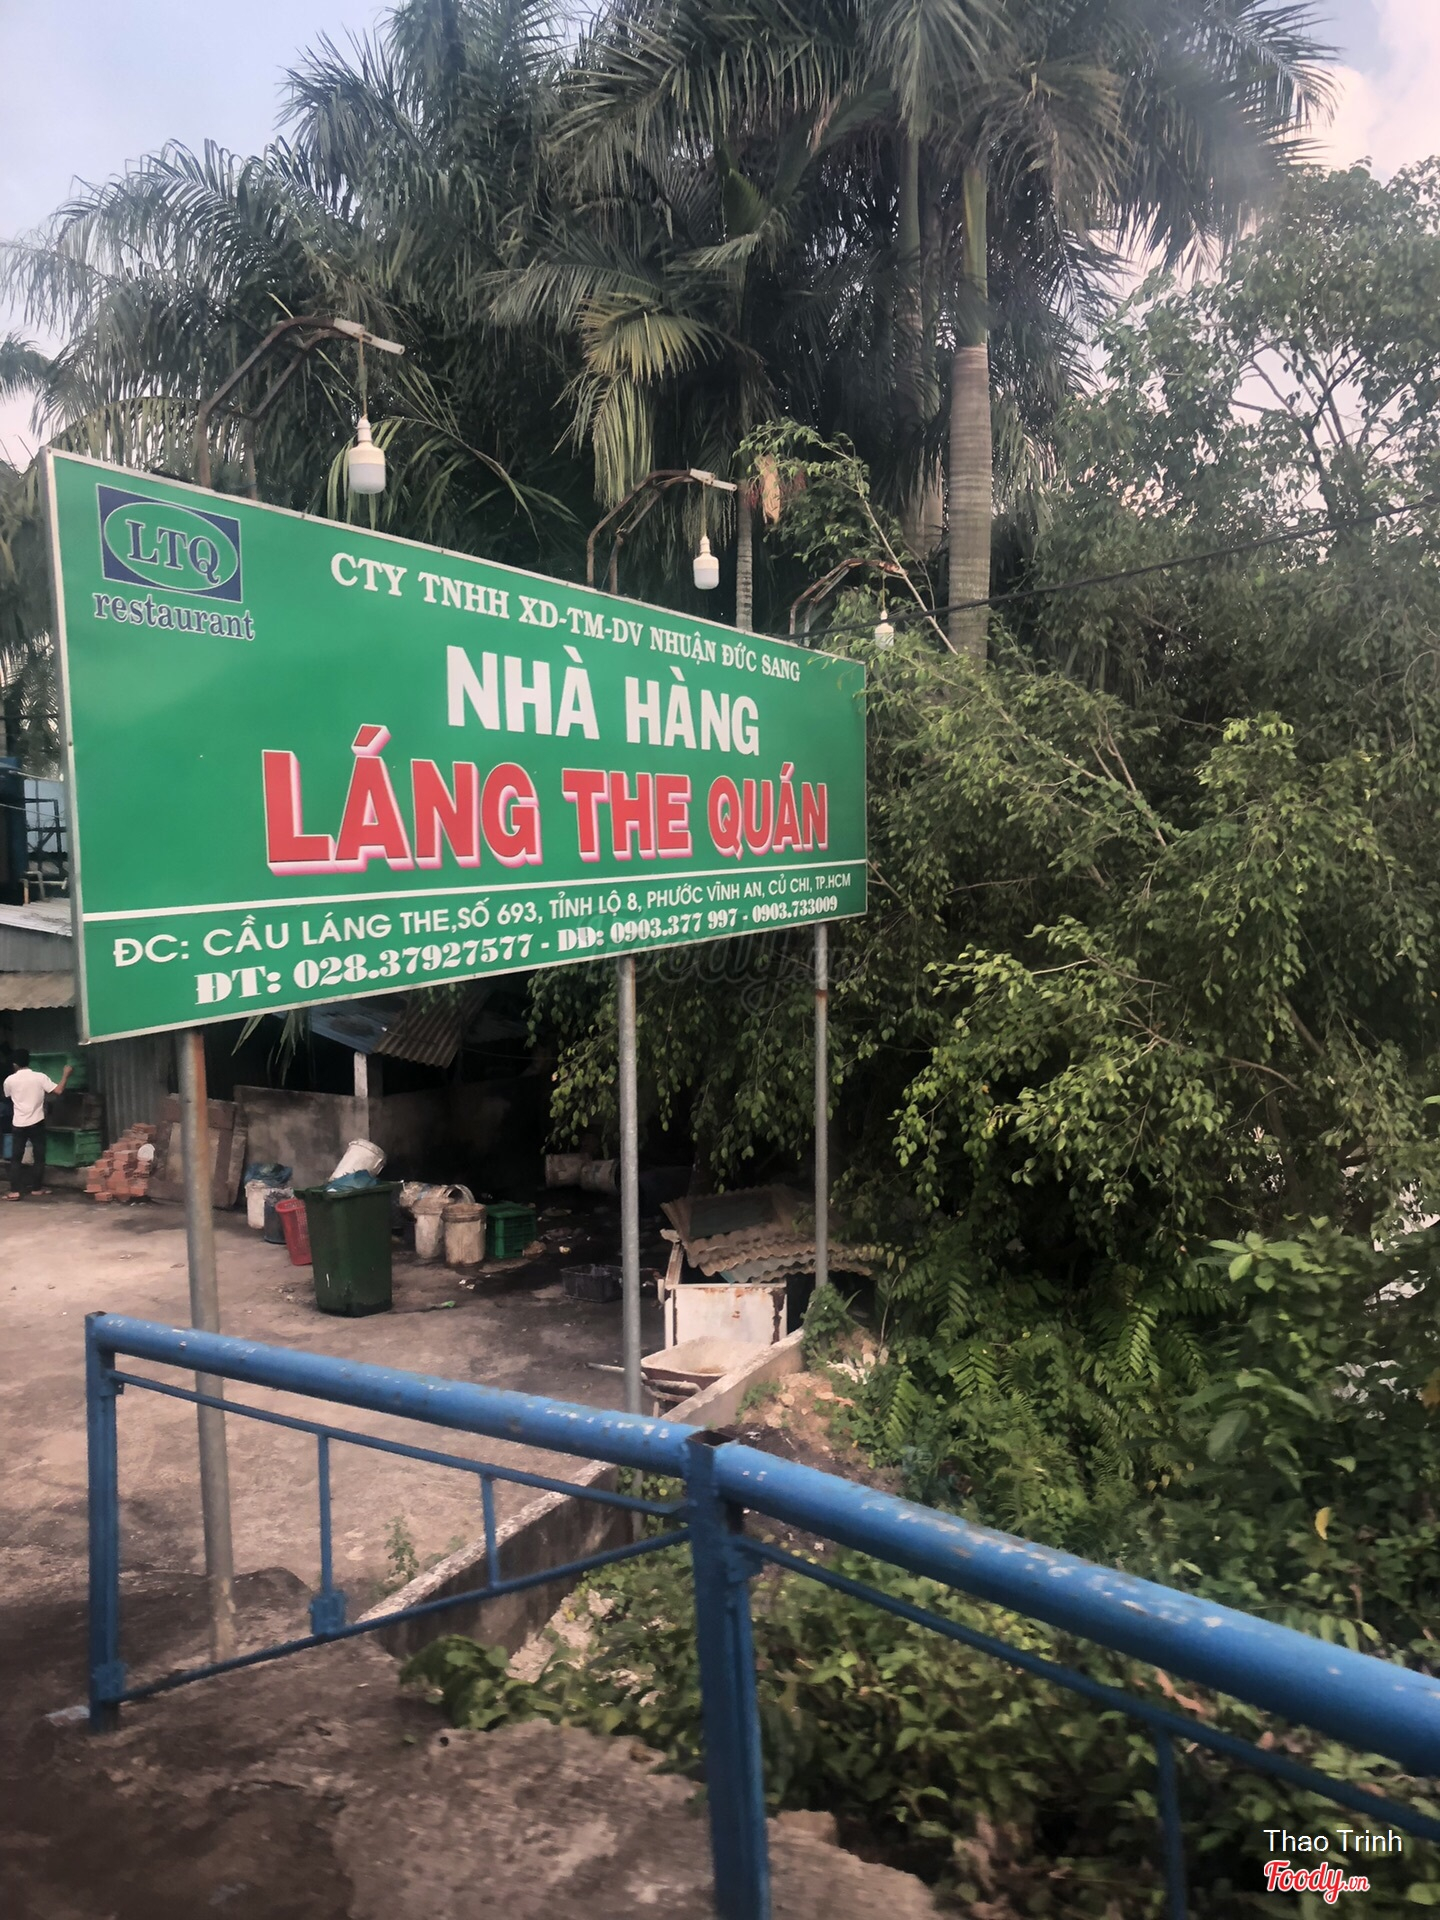 LTQ
restaurant
CTY TNHH XD-TM-DV NHUẬN ĐỨC SANG
NHÀ HÀNG
LÁNG THE QUÁN
ĐC: CẦU LÁNG THE,SỐ 693, TỈNH LỘ 8, PHƯỚC VĨNH AN, CỦ CHI, TP.HCM
ĐT: 028.37927577 - DĐ: 0903.377 997 - 0903.733009
Foody.vn
Thao Trinh
Foody.vn